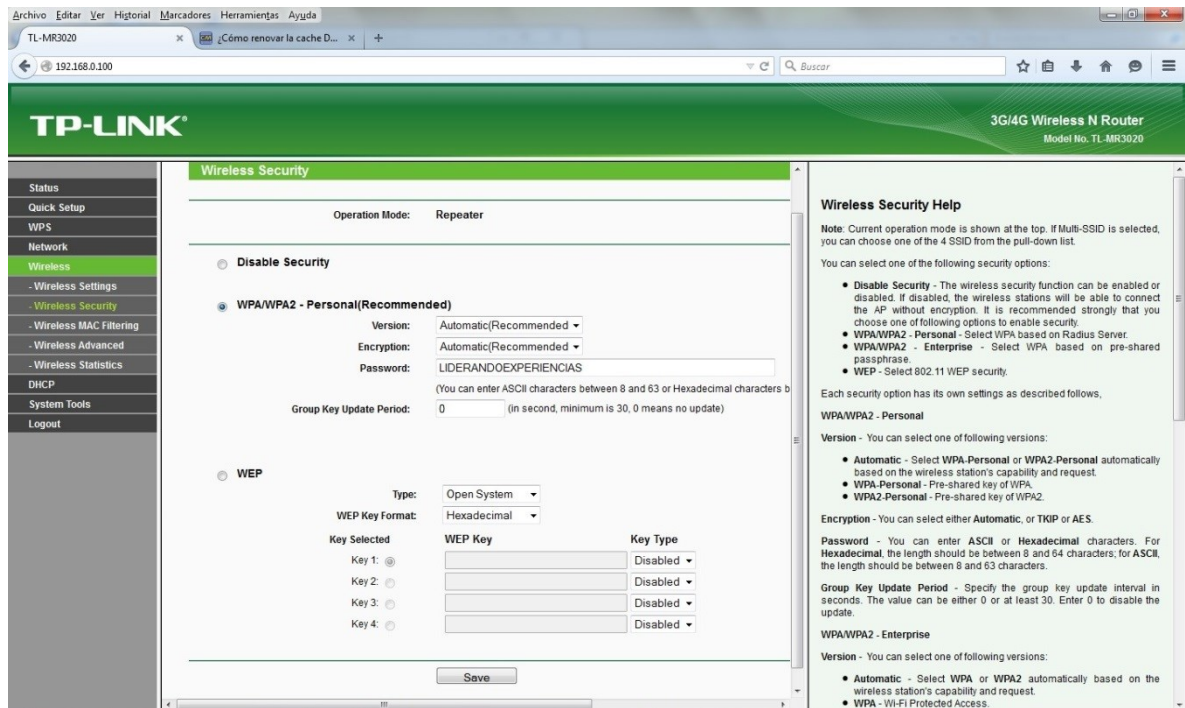 Archivo Editar Ver Historial Marcadores Herramientas Ayuda
TL-MR3020
¿Cómo renovar la cache D...
192.168.0.100
Buscar
TP-LINK®
3G/4G Wireless N Router
Model No. TL-MR3020
Status
Quick Setup
WPS
Network
Wireless
- Wireless Settings
- Wireless Security
- Wireless MAC Filtering
- Wireless Advanced
- Wireless Statistics
DHCP
System Tools
Logout
Wireless Security
Operation Mode: Repeater
Disable Security
WPA/WPA2 - Personal(Recommended)
Version: Automatic(Recommended
Encryption: Automatic(Recommended
Password: LIDERANDOEXPERIENCIAS
(You can enter ASCII characters between 8 and 63 or Hexadecimal characters b
Group Key Update Period: 0 (in second, minimum is 30, 0 means no update)
WEP
Type: Open System
WEP Key Format: Hexadecimal
Key Selected WEP Key Key Type
Key 1: Disabled
Key 2: Disabled
Key 3: Disabled
Key 4: Disabled
Save
Wireless Security Help
Note: Current operation mode is shown at the top. If Multi-SSID is selected,
you can choose one of the 4 SSID from the pull-down list.
You can select one of the following security options:
● Disable Security - The wireless security function can be enabled or
disabled. If disabled, the wireless stations will be able to connect
the AP without encryption. It is recommended strongly that you
choose one of following options to enable security.
● WPA/WPA2 - Personal - Select WPA based on Radius Server.
● WPA/WPA2 - Enterprise - Select WPA based on pre-shared
passphrase.
● WEP - Select 802.11 WEP security.
Each security option has its own settings as described follows,
WPA/WPA2 - Personal
Version - You can select one of following versions:
● Automatic - Select WPA-Personal or WPA2-Personal automatically
based on the wireless station's capability and request.
● WPA-Personal - Pre-shared key of WPA.
● WPA2-Personal - Pre-shared key of WPA2.
Encryption - You can select either Automatic, or TKIP or AES.
Password - You can enter ASCII or Hexadecimal characters. For
Hexadecimal, the length should be between 8 and 64 characters; for ASCII,
the length should be between 8 and 63 characters.
Group Key Update Period - Specify the group key update interval in
seconds. The value can be either 0 or at least 30. Enter 0 to disable the
update.
WPA/WPA2 - Enterprise
Version - You can select one of following versions:
● Automatic - Select WPA or WPA2 automatically based on the
wireless station's capability and request.
● WPA - Wi-Fi Protected Access.